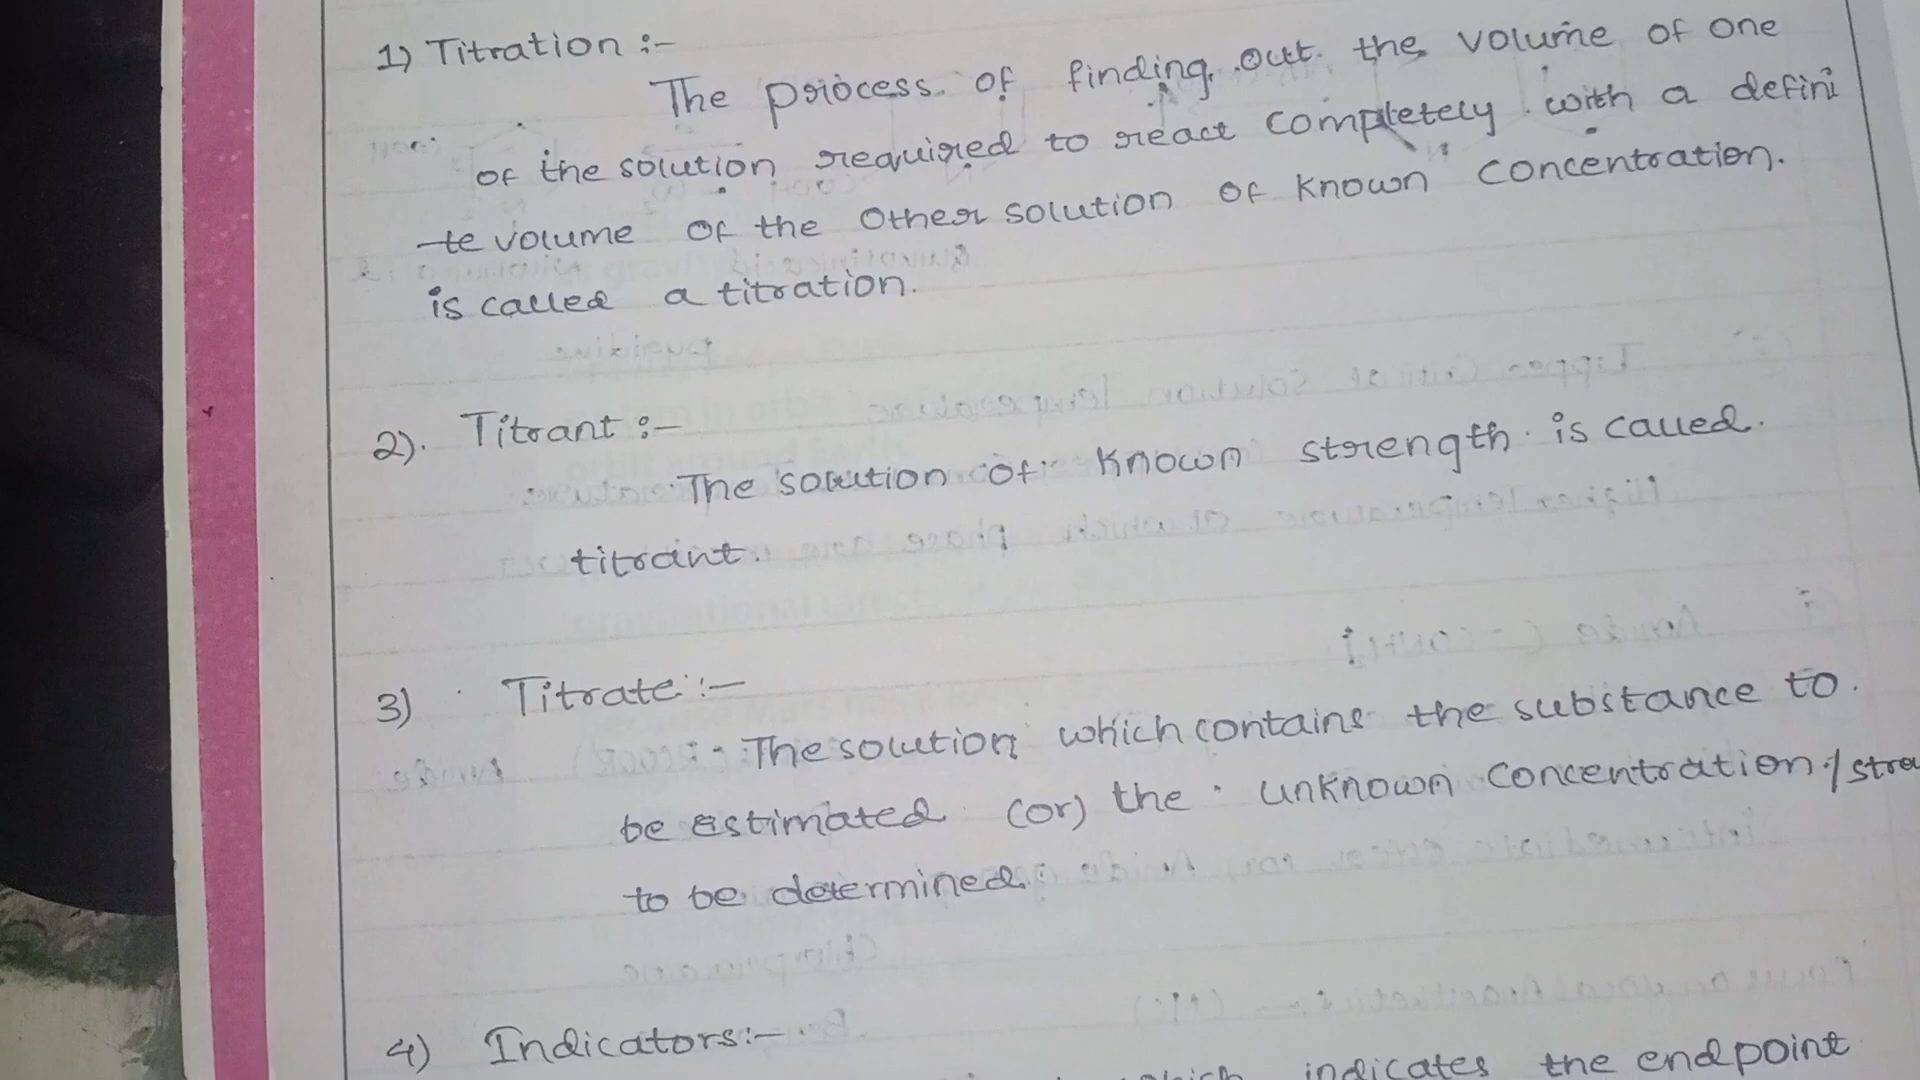 1) Titration :-
The process of finding out the volume of one
of the solution required to react completely with a defini
-te volume of the other solution of known concentration.
is called a titration.
2). Titrant :-
The solution of known strength is called.
titrant.
3) Titrate :-
The solution which contains the substance to.
be estimated (or) the unknown concentration /
to be determined.
4) Indicators:-
indicates the endpoint